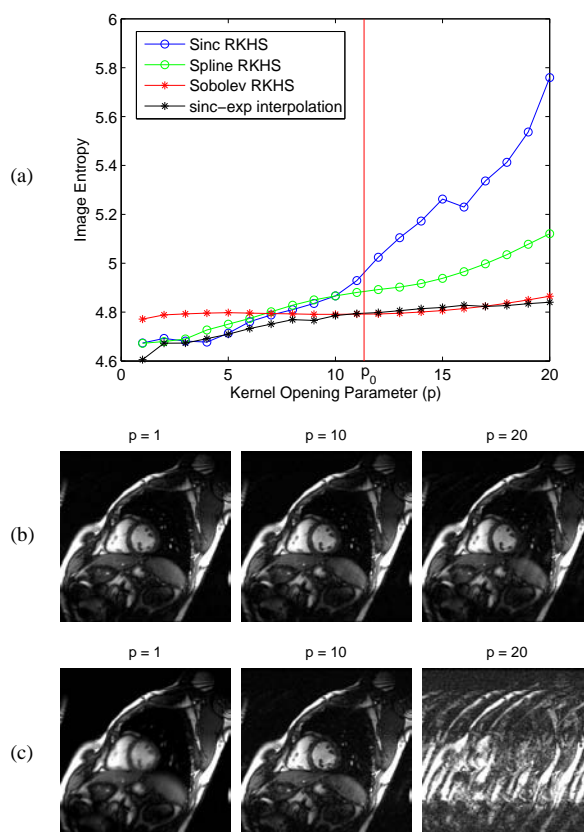 (a)
Image Entropy
6
5.8
5.6
5.4
5.2
5
4.8
4.6
Sinc RKHS
Spline RKHS
Sobolev RKHS
sinc−exp interpolation
0 5 10 p0 15 20
Kernel Opening Parameter (p)
p = 1 p = 10 p = 20
(b)
p = 1 p = 10 p = 20
(c)